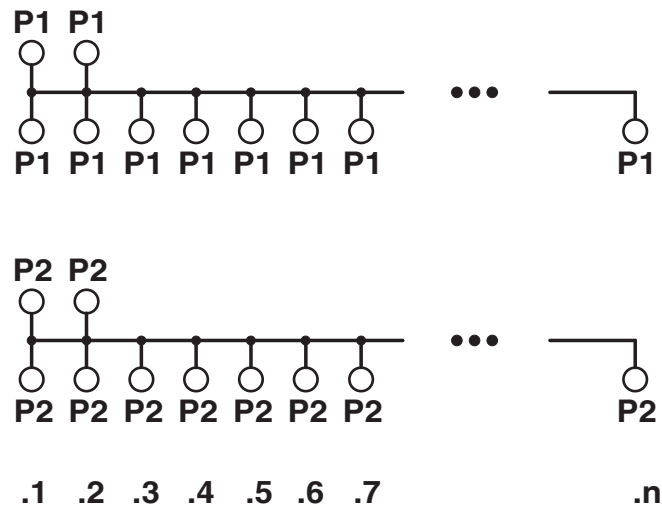 P1 P1
P1 P1 P1 P1 P1 P1 P1 P1
P2 P2
P2 P2 P2 P2 P2 P2 P2 P2
.1 .2 .3 .4 .5 .6 .7 .n